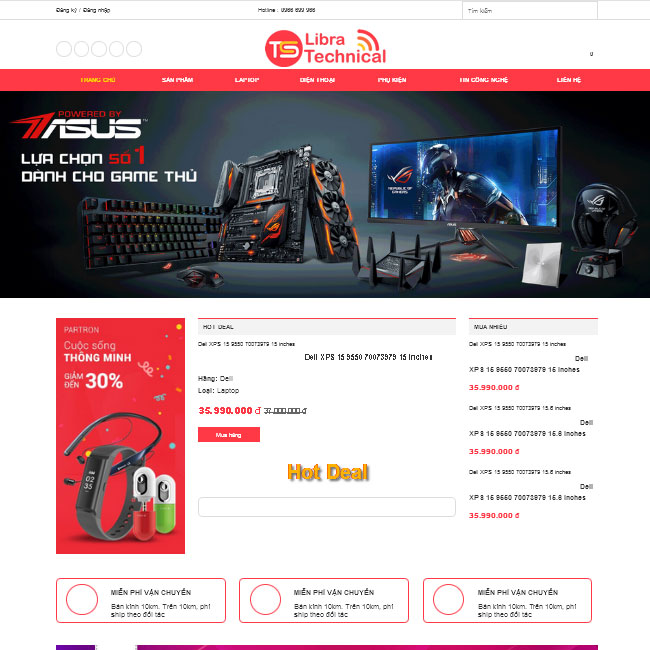 Đăng ký / Đăng nhập
Hotline : 0966 699 966
Tìm kiếm
TS Libra
Technical
0
TRANG CHỦ SẢN PHẨM LAPTOP ĐIỆN THOẠI PHỤ KIỆN TIN CÔNG NGHỆ LIÊN HỆ
POWERED BY
ASUS™
LỰA CHỌN SỐ 1
DÀNH CHO GAME THỦ
REPUBLIC OF
GAMERS
PARTRON
Cuộc sống
THÔNG MINH
GIẢM
ĐẾN 30%
02
35
HOT DEAL
Dell XPS 15 9550 70073979 15 inches
Dell XPS 15 9550 70073979 15 inches
Hãng: Dell
Loại: Laptop
35.990.000 đ 37.000.000 đ
Mua hàng
Hot Deal
MUA NHIỀU
Dell XPS 15 9550 70073979 15 inches
Dell
XPS 15 9550 70073979 15 inches
35.990.000 đ
Dell XPS 15 9550 70073979 15.6 inches
Dell
XPS 15 9550 70073979 15.6 inches
35.990.000 đ
Dell XPS 15 9550 70073979 15.6 inches
Dell
XPS 15 9550 70073979 15.6 inches
35.990.000 đ
MIỄN PHÍ VẬN CHUYỂN
Bán kính 10km. Trên 10km, phí
ship theo đối tác
MIỄN PHÍ VẬN CHUYỂN
Bán kính 10km. Trên 10km, phí
ship theo đối tác
MIỄN PHÍ VẬN CHUYỂN
Bán kính 10km. Trên 10km, phí
ship theo đối tác